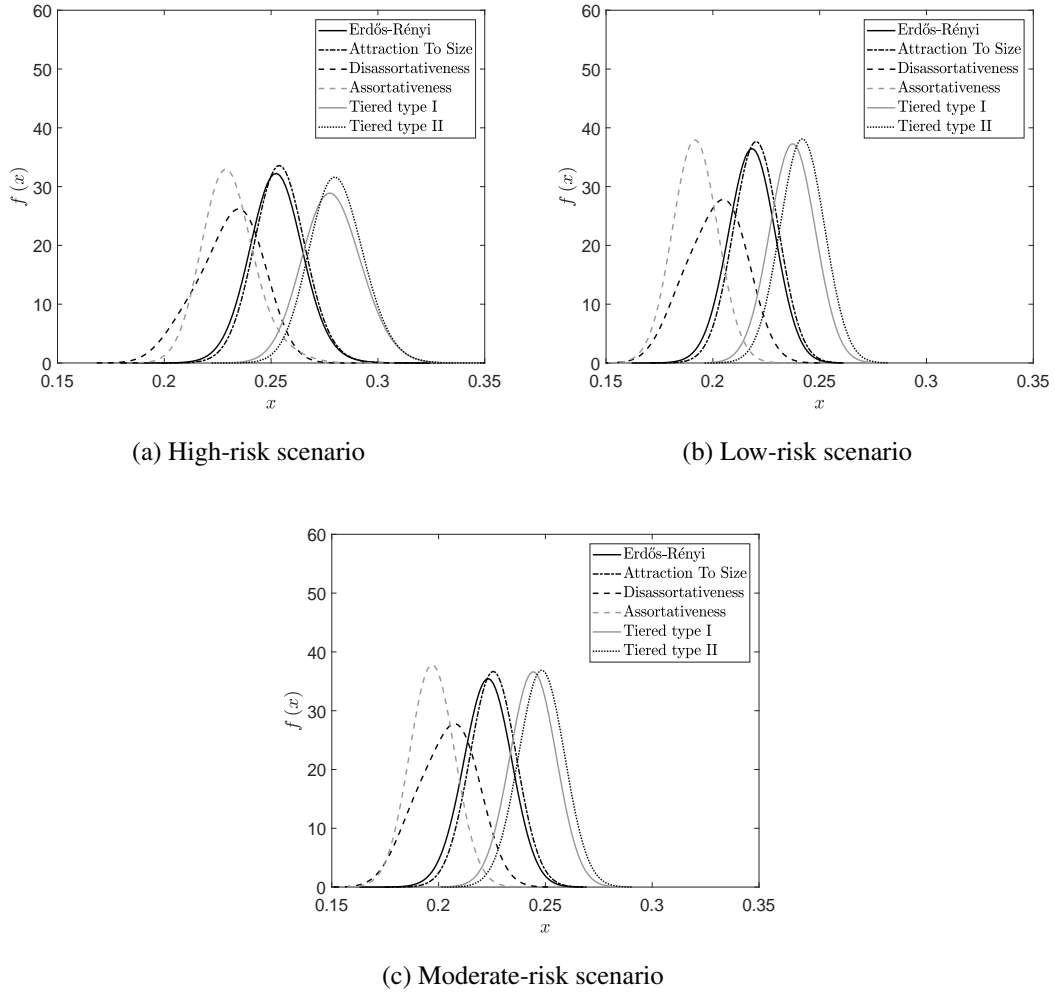 60
50
40
30
20
10
0
f (x)
0.15 0.2 0.25 0.3 0.35
x
Erdős-Rényi
Attraction To Size
Disassortativeness
Assortativeness
Tiered type I
Tiered type II
(a) High-risk scenario
60
50
40
30
20
10
0
f (x)
0.15 0.2 0.25 0.3 0.35
x
Erdős-Rényi
Attraction To Size
Disassortativeness
Assortativeness
Tiered type I
Tiered type II
(b) Low-risk scenario
60
50
40
30
20
10
0
f (x)
0.15 0.2 0.25 0.3 0.35
x
Erdős-Rényi
Attraction To Size
Disassortativeness
Assortativeness
Tiered type I
Tiered type II
(c) Moderate-risk scenario